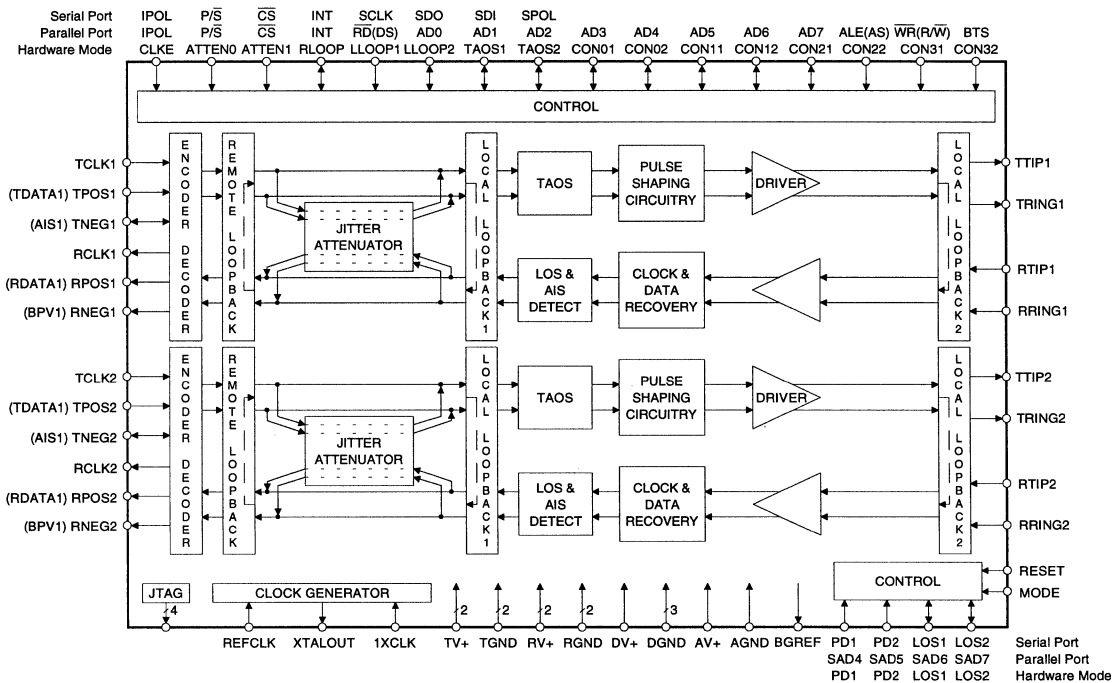 Serial Port IPOL P/S̅ C̅S̅ INT SCLK SDO SDI SPOL
Parallel Port IPOL P/S̅ C̅S̅ INT R̅D̅(DS) AD0 AD1 AD2 AD3 AD4 AD5 AD6 AD7 ALE(AS) W̅R̅(R/W̅) BTS
Hardware Mode CLKE ATTEN0 ATTEN1 RLOOP LLOOP1 LLOOP2 TAOS1 TAOS2 CON01 CON02 CON11 CON12 CON21 CON22 CON31 CON32
CONTROL
TCLK1
(TDATA1) TPOS1
(AIS1) TNEG1
RCLK1
(RDATA1) RPOS1
(BPV1) RNEG1
ENCODER DECODER
REMOTE LOOPBACK
JITTER
ATTENUATOR
LOCAL LOOPBACK 1
TAOS
PULSE
SHAPING
CIRCUITRY
DRIVER
LOS &
AIS
DETECT
CLOCK &
DATA
RECOVERY
LOCAL LOOPBACK 2
TTIP1
TRING1
RTIP1
RRING1
TCLK2
(TDATA1) TPOS2
(AIS1) TNEG2
RCLK2
(RDATA1) RPOS2
(BPV1) RNEG2
ENCODER DECODER
REMOTE LOOPBACK
JITTER
ATTENUATOR
LOCAL LOOPBACK 1
TAOS
PULSE
SHAPING
CIRCUITRY
DRIVER
LOS &
AIS
DETECT
CLOCK &
DATA
RECOVERY
LOCAL LOOPBACK 2
TTIP2
TRING2
RTIP2
RRING2
JTAG
4
CLOCK GENERATOR
2 2 2 2 3
CONTROL
RESET
MODE
REFCLK XTALOUT 1XCLK TV+ TGND RV+ RGND DV+ DGND AV+ AGND BGREF PD1 PD2 LOS1 LOS2 Serial Port
SAD4 SAD5 SAD6 SAD7 Parallel Port
PD1 PD2 LOS1 LOS2 Hardware Mode